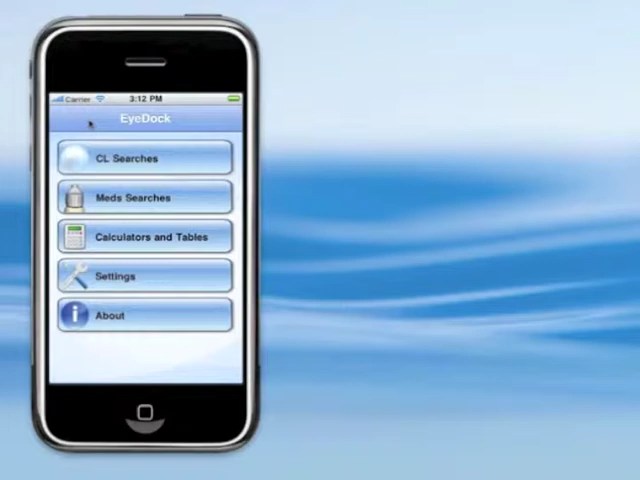 Carrier 3:12 PM
EyeDock
CL Searches
Meds Searches
Calculators and Tables
Settings
About